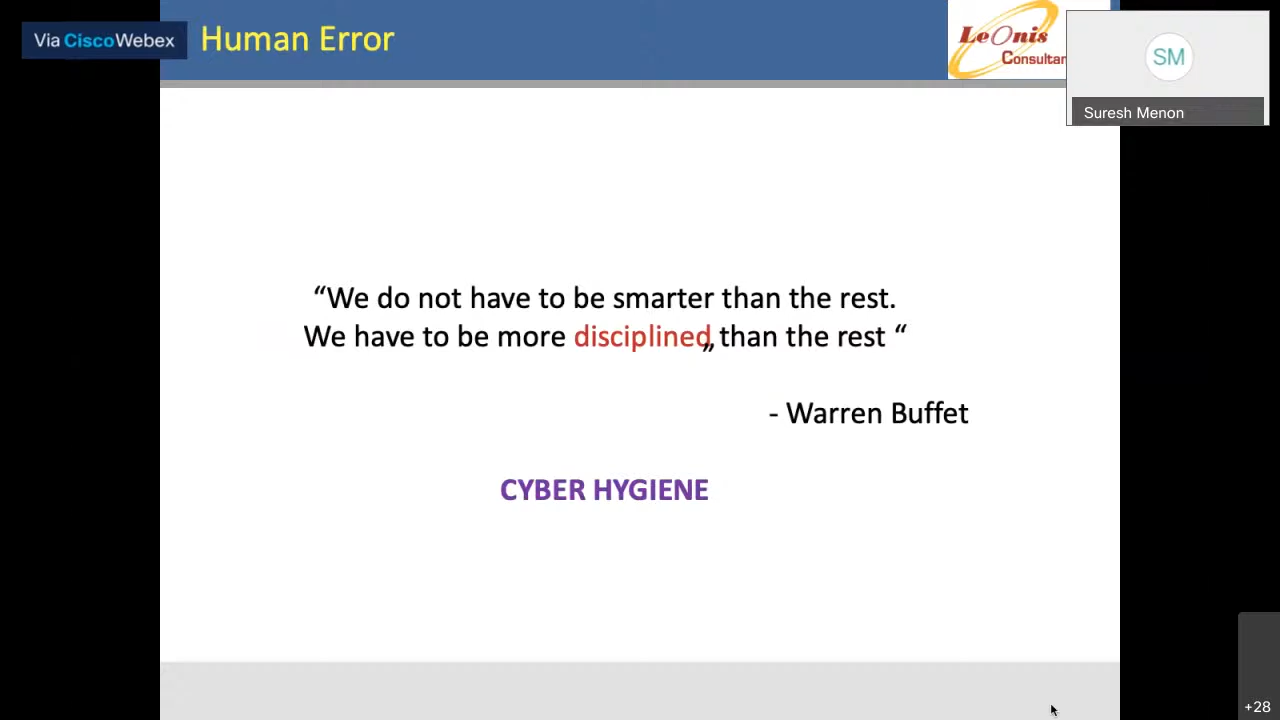 Via CiscoWebex
Human Error
LeOnis
Consultan
SM
Suresh Menon
“We do not have to be smarter than the rest.
We have to be more disciplined„ than the rest “
- Warren Buffet
CYBER HYGIENE
+28